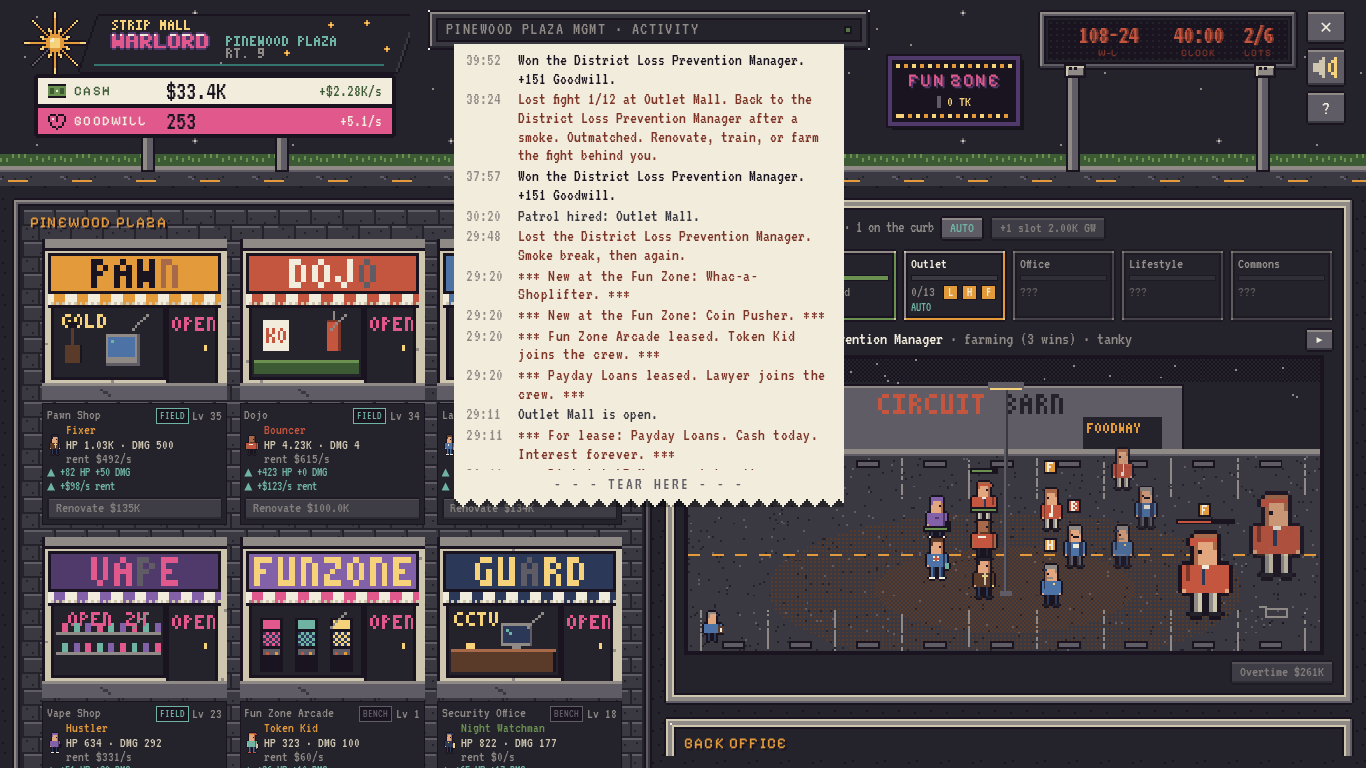 STRIP MALL
WARLORD
PINEWOOD PLAZA
RT. 9
CASH $33.4K +$2.28K/s
GOODWILL 253 +5.1/s
PINEWOOD PLAZA MGMT · ACTIVITY
39:52 Won the District Loss Prevention Manager.
+151 Goodwill.
38:24 Lost fight 1/12 at Outlet Mall. Back to the
District Loss Prevention Manager after a
smoke. Outmatched. Renovate, train, or farm
the fight behind you.
37:57 Won the District Loss Prevention Manager.
+151 Goodwill.
30:20 Patrol hired: Outlet Mall.
29:48 Lost the District Loss Prevention Manager.
Smoke break, then again.
29:20 *** New at the Fun Zone: Whac-a-
Shoplifter. ***
29:20 *** New at the Fun Zone: Coin Pusher. ***
29:20 *** Fun Zone Arcade leased. Token Kid
joins the crew. ***
29:20 *** Payday Loans leased. Lawyer joins the
crew. ***
29:11 Outlet Mall is open.
29:11 *** For lease: Payday Loans. Cash today.
Interest forever. ***
- - - TEAR HERE - - -
FUN ZONE
0 TK
108-24 40:00 2/6
W-L CLOCK LOTS
×
?
PINEWOOD PLAZA
PAWN
GOLD
OPEN
Pawn Shop FIELD Lv 35
Fixer
HP 1.03K · DMG 500
rent $492/s
▲ +82 HP +50 DMG
▲ +$98/s rent
Renovate $135K
DOJO
KO
OPEN
Dojo FIELD Lv 34
Bouncer
HP 4.23K · DMG 4
rent $615/s
▲ +423 HP +0 DMG
▲ +$123/s rent
Renovate $100.0K
VAPE
OPEN 24
OPEN
Vape Shop FIELD Lv 23
Hustler
HP 634 · DMG 292
rent $331/s
FUNZONE
OPEN
Fun Zone Arcade BENCH Lv 1
Token Kid
HP 323 · DMG 100
rent $60/s
GUARD
CCTV
OPEN
Security Office BENCH Lv 18
Night Watchman
HP 822 · DMG 177
rent $0/s
· 1 on the curb AUTO +1 slot 2.00K GW
Outlet
0/13 L H F
AUTO
Office
???
Lifestyle
???
Commons
???
ention Manager · farming (3 wins) · tanky ▶
CIRCUIT BARN
FOODWAY
F
B
H
F
Overtime $261K
BACK OFFICE